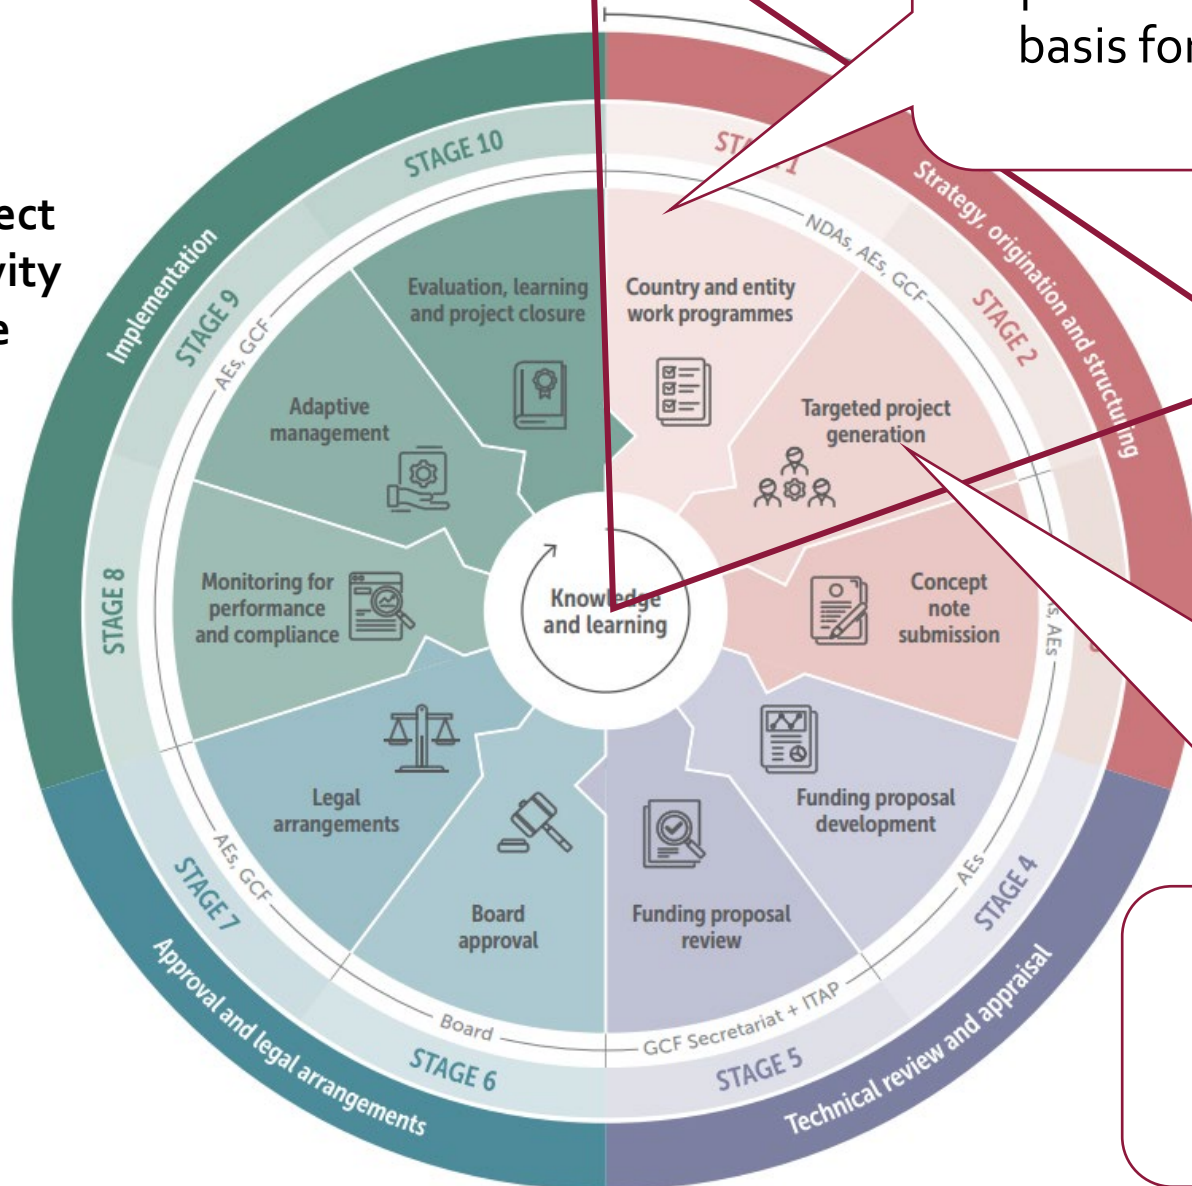 basis for
ect
vity
e
STAGE 10
STAGE 1
Strategy, origination and structuring
NDAs, AEs, GCF
STAGE 2
Implementation
STAGE 9
AEs, GCF
Evaluation, learning
and project closure
Country and entity
work programmes
Adaptive
management
Targeted project
generation
STAGE 8
Monitoring for
performance
and compliance
Knowledge
and learning
Concept
note
submission
s, AEs
Legal
arrangements
Funding proposal
development
AEs, GCF
STAGE 7
AEs
STAGE 4
Board
approval
Funding proposal
review
Board
GCF Secretariat + ITAP
STAGE 6
STAGE 5
Approval and legal arrangements
Technical review and appraisal